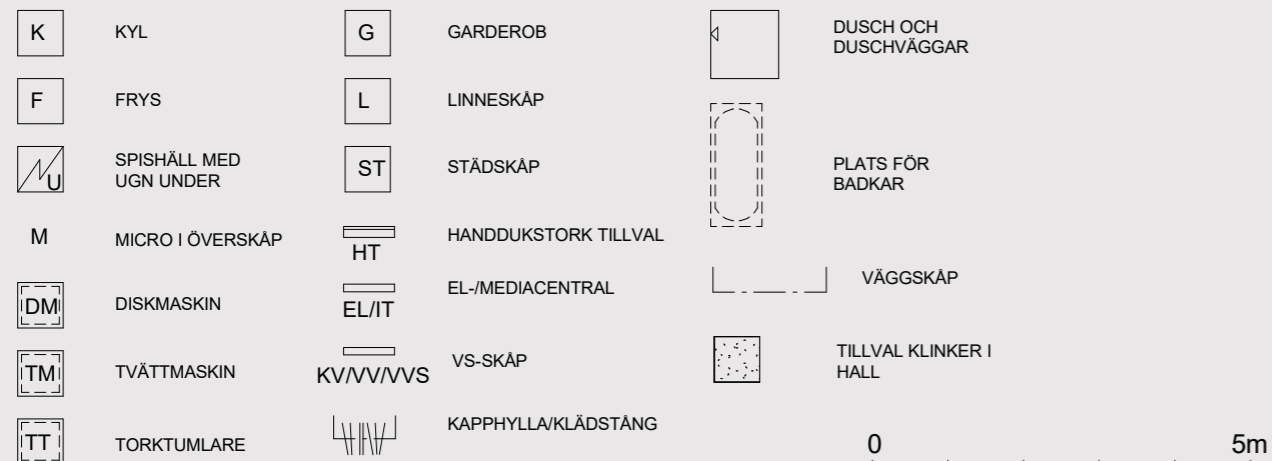 K KYL
F FRYS
U SPISHÄLL MED
UGN UNDER
M MICRO I ÖVERSKÅP
DM DISKMASKIN
TM TVÄTTMASKIN
TT TORKTUMLARE
G GARDEROB
L LINNESKÅP
ST STÄDSKÅP
HT HANDDUKSTORK TILLVAL
EL/IT EL-/MEDIACENTRAL
KV/VV/VVS VS-SKÅP
KAPPHYLLA/KLÄDSTÅNG
DUSCH OCH
DUSCHVÄGGAR
PLATS FÖR
BADKAR
VÄGGSKÅP
TILLVAL KLINKER I
HALL
0 5m